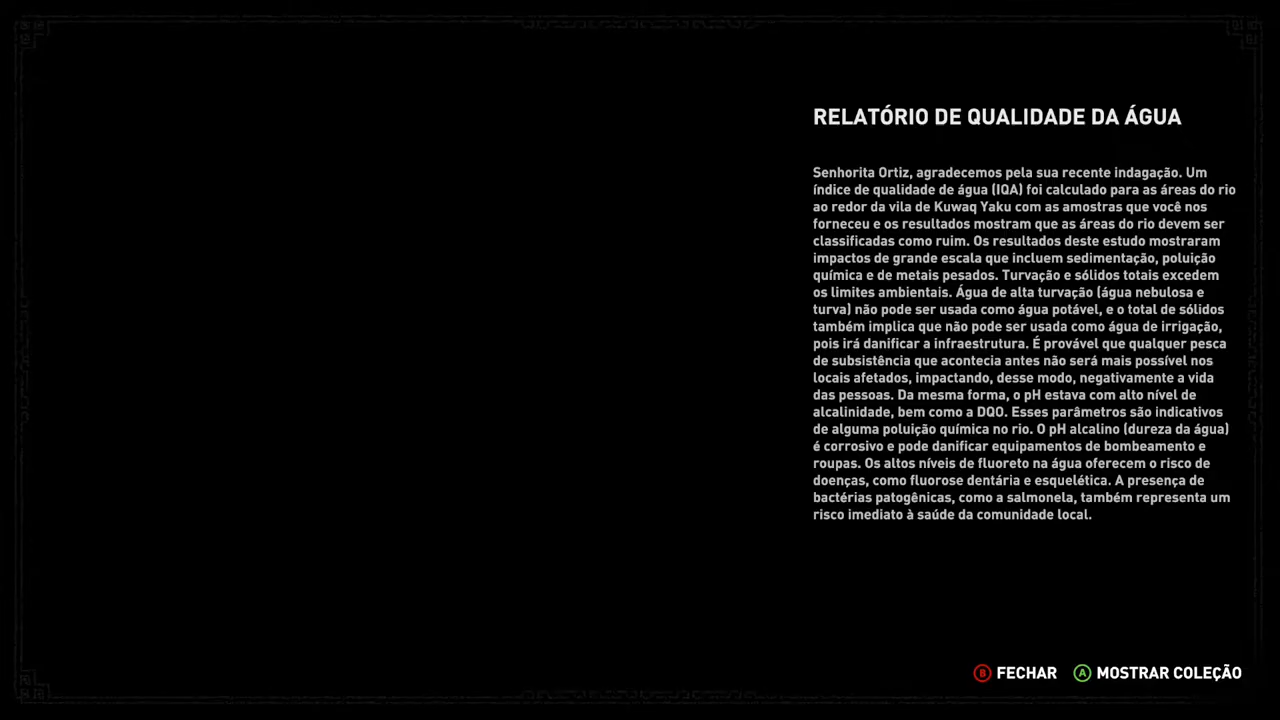 RELATÓRIO DE QUALIDADE DA ÁGUA
Senhorita Ortiz, agradecemos pela sua recente indagação. Um
índice de qualidade de água (IQA) foi calculado para as áreas do rio
ao redor da vila de Kuwaq Yaku com as amostras que você nos
forneceu e os resultados mostram que as áreas do rio devem ser
classificadas como ruim. Os resultados deste estudo mostraram
impactos de grande escala que incluem sedimentação, poluição
química e de metais pesados. Turvação e sólidos totais excedem
os limites ambientais. Água de alta turvação (água nebulosa e
turva) não pode ser usada como água potável, e o total de sólidos
também implica que não pode ser usada como água de irrigação,
pois irá danificar a infraestrutura. É provável que qualquer pesca
de subsistência que acontecia antes não será mais possível nos
locais afetados, impactando, desse modo, negativamente a vida
das pessoas. Da mesma forma, o pH estava com alto nível de
alcalinidade, bem como a DQO. Esses parâmetros são indicativos
de alguma poluição química no rio. O pH alcalino (dureza da água)
é corrosivo e pode danificar equipamentos de bombeamento e
roupas. Os altos níveis de fluoreto na água oferecem o risco de
doenças, como fluorose dentária e esquelética. A presença de
bactérias patogênicas, como a salmonela, também representa um
risco imediato à saúde da comunidade local.
B FECHAR A MOSTRAR COLEÇÃO